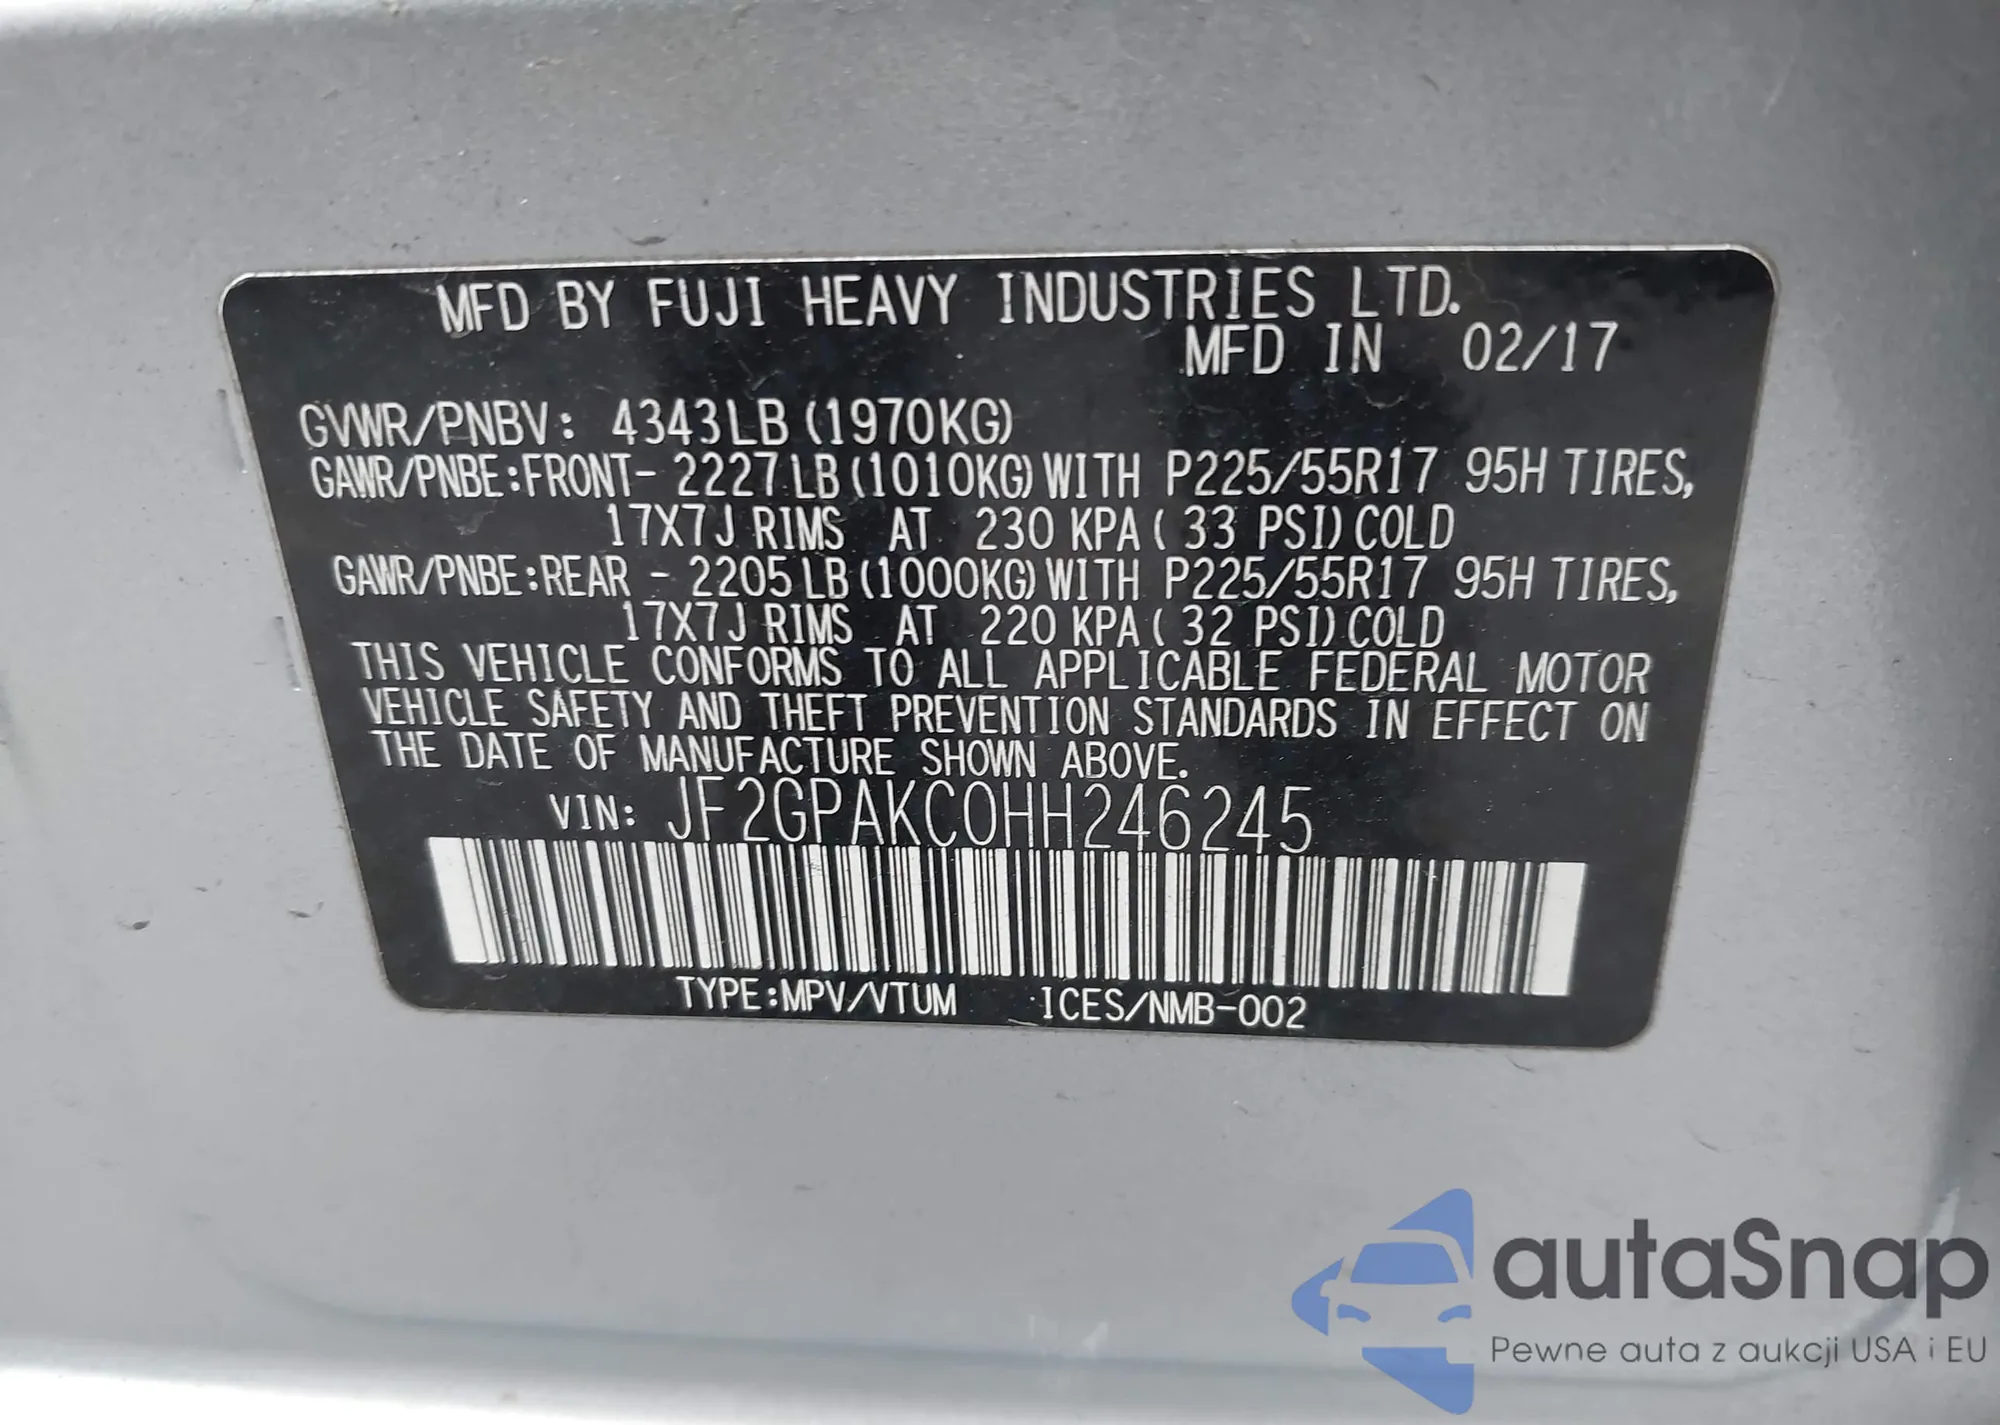 MFD BY FUJI HEAVY INDUSTRIES LTD.
MFD IN 02/17
GVWR/PNBV: 4343LB (1970KG)
GAWR/PNBE:FRONT- 2227LB (1010KG) WITH P225/55R17 95H TIRES,
17X7J RIMS AT 230 KPA ( 33 PSI) COLD
GAWR/PNBE:REAR - 2205LB (1000KG) WITH P225/55R17 95H TIRES,
17X7J RIMS AT 220 KPA ( 32 PSI) COLD
THIS VEHICLE CONFORMS TO ALL APPLICABLE FEDERAL MOTOR
VEHICLE SAFETY AND THEFT PREVENTION STANDARDS IN EFFECT ON
THE DATE OF MANUFACTURE SHOWN ABOVE.
VIN: JF2GPAKC0HH246245
TYPE:MPV/VTUM ICES/NMB-002
autaSnap
Pewne auta z aukcji USA i EU